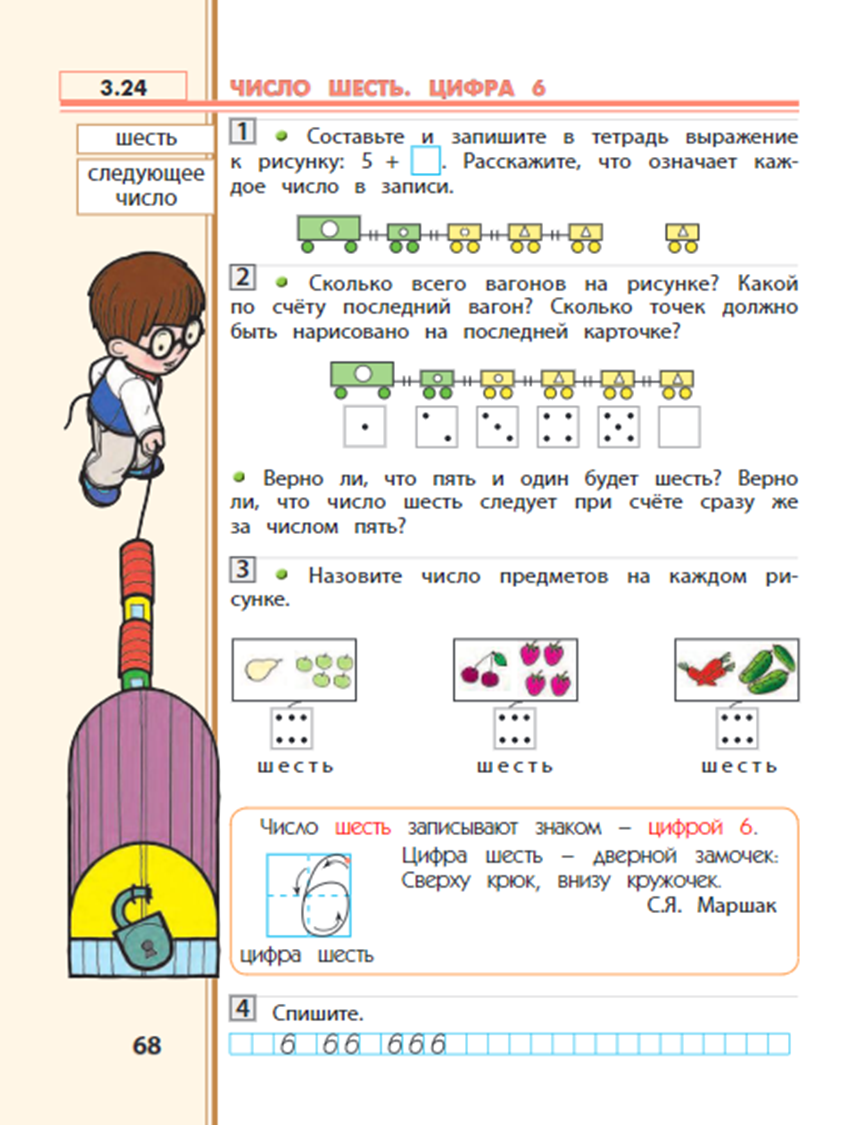 3.24
ЧИСЛО ШЕСТЬ. ЦИФРА 6
шесть
следующее
число
1 • Составьте и запишите в тетрадь выражение
к рисунку: 5 + □. Расскажите, что означает каж-
дое число в записи.
2 • Сколько всего вагонов на рисунке? Какой
по счёту последний вагон? Сколько точек должно
быть нарисовано на последней карточке?
• Верно ли, что пять и один будет шесть? Верно
ли, что число шесть следует при счёте сразу же
за числом пять?
3 • Назовите число предметов на каждом ри-
сунке.
шесть шесть шесть
Число шесть записывают знаком – цифрой 6.
Цифра шесть – дверной замочек:
Сверху крюк, внизу кружочек.
С.Я. Маршак
цифра шесть
4 Спишите.
6 66 666
68